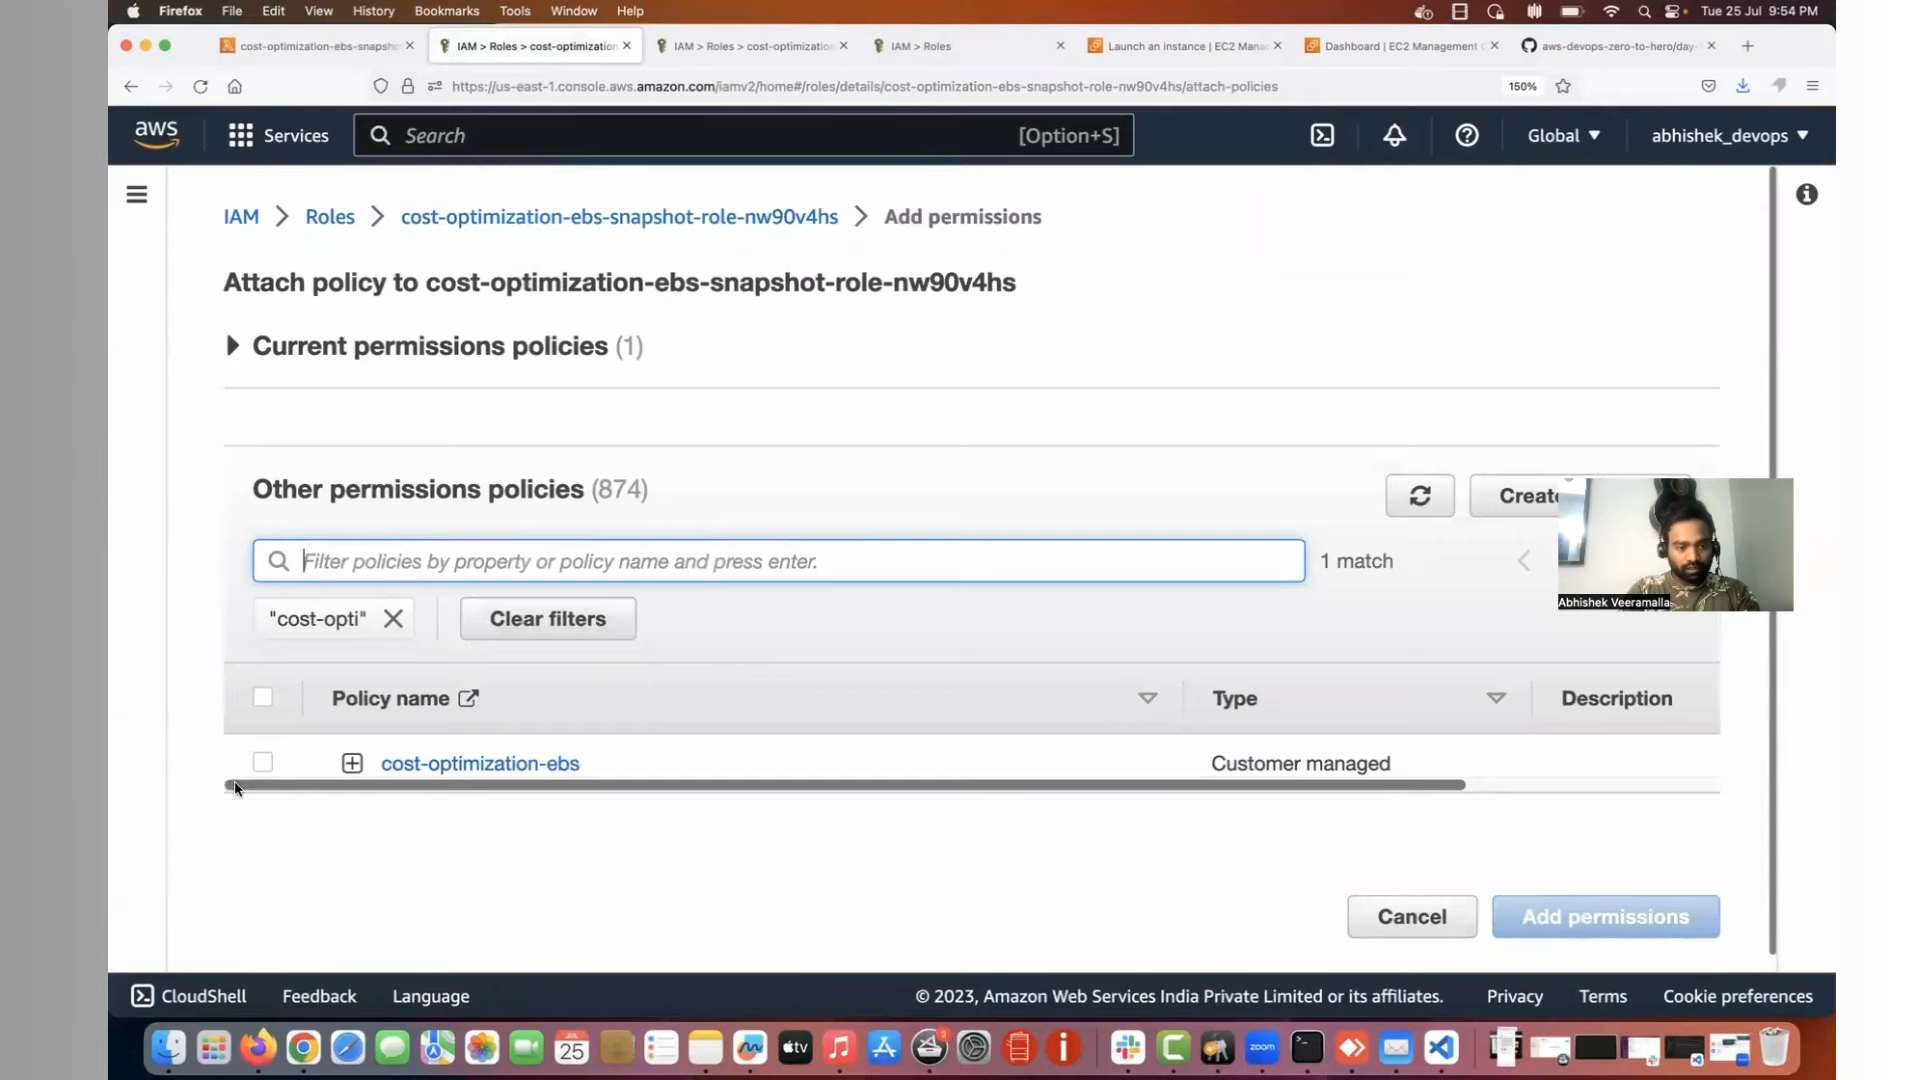 Firefox File Edit View History Bookmarks Tools Window Help Tue 25 Jul 9:54 PM
cost-optimization-ebs-snapsho IAM > Roles > cost-optimization IAM > Roles > cost-optimization IAM > Roles Launch an instance | EC2 Mana Dashboard | EC2 Management C aws-devops-zero-to-hero/day-
https://us-east-1.console.aws.amazon.com/iamv2/home#/roles/details/cost-optimization-ebs-snapshot-role-nw90v4hs/attach-policies 150%
aws Services Search [Option+S] Global abhishek_devops
IAM > Roles > cost-optimization-ebs-snapshot-role-nw90v4hs > Add permissions
Attach policy to cost-optimization-ebs-snapshot-role-nw90v4hs
Current permissions policies (1)
Other permissions policies (874)
Create
Filter policies by property or policy name and press enter. 1 match
Abhishek Veeramalla
"cost-opti" Clear filters
Policy name Type Description
cost-optimization-ebs Customer managed
Cancel Add permissions
CloudShell Feedback Language © 2023, Amazon Web Services India Private Limited or its affiliates. Privacy Terms Cookie preferences
JUL
25 tv 3 zoom